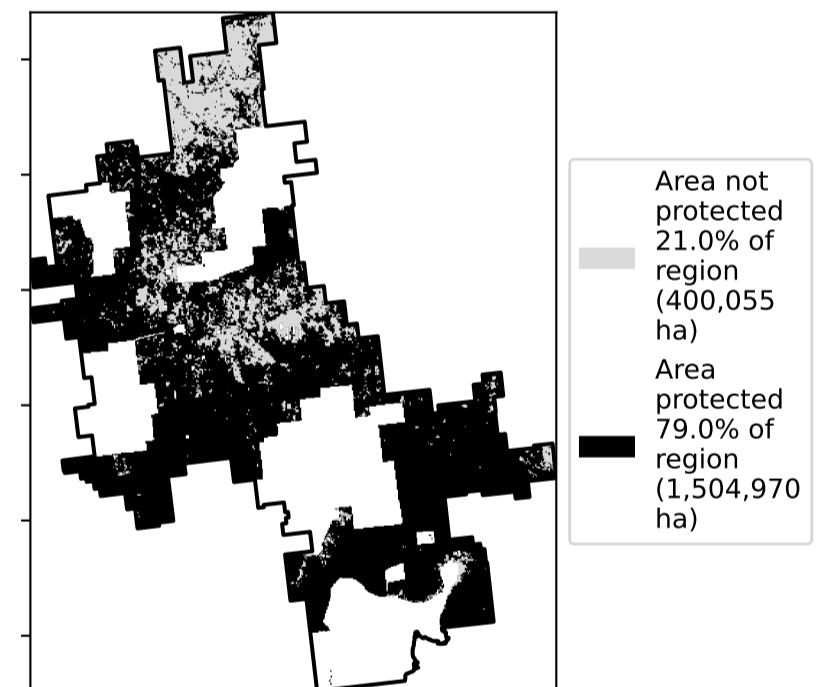 Area not
protected
21.0% of
region
(400,055
ha)
Area
protected
79.0% of
region
(1,504,970
ha)